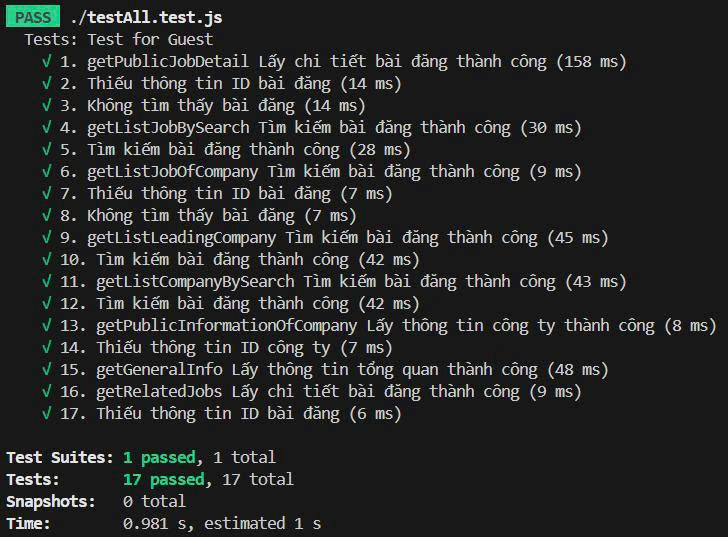 PASS ./testAll.test.js
Tests: Test for Guest
√ 1. getPublicJobDetail Lấy chi tiết bài đăng thành công (158 ms)
√ 2. Thiếu thông tin ID bài đăng (14 ms)
√ 3. Không tìm thấy bài đăng (14 ms)
√ 4. getListJobBySearch Tìm kiếm bài đăng thành công (30 ms)
√ 5. Tìm kiếm bài đăng thành công (28 ms)
√ 6. getListJobOfCompany Tìm kiếm bài đăng thành công (9 ms)
√ 7. Thiếu thông tin ID bài đăng (7 ms)
√ 8. Không tìm thấy bài đăng (7 ms)
√ 9. getListLeadingCompany Tìm kiếm bài đăng thành công (45 ms)
√ 10. Tìm kiếm bài đăng thành công (42 ms)
√ 11. getListCompanyBySearch Tìm kiếm bài đăng thành công (43 ms)
√ 12. Tìm kiếm bài đăng thành công (42 ms)
√ 13. getPublicInformationOfCompany Lấy thông tin công ty thành công (8 ms)
√ 14. Thiếu thông tin ID công ty (7 ms)
√ 15. getGeneralInfo Lấy thông tin tổng quan thành công (48 ms)
√ 16. getRelatedJobs Lấy chi tiết bài đăng thành công (9 ms)
√ 17. Thiếu thông tin ID bài đăng (6 ms)
Test Suites: 1 passed, 1 total
Tests: 17 passed, 17 total
Snapshots: 0 total
Time: 0.981 s, estimated 1 s